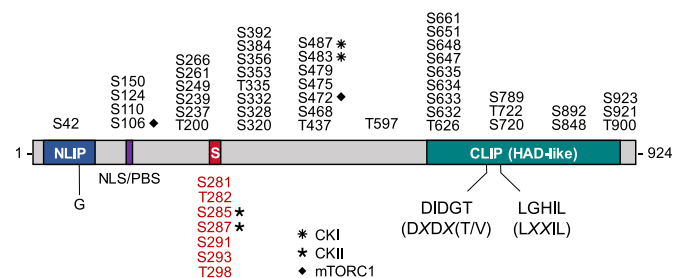 S42
S150
S124
S110
S106 ◆
S266
S261
S249
S239
S237
T200
S392
S384
S356
S353
T335
S332
S328
S320
S487 ✳
S483 ✳
S479
S475
S472 ◆
S468
T437
T597
S661
S651
S648
S647
S635
S634
S633
S632
T626
S789
T722
S720
S892
S848
S923
S921
T900
1 - NLIP S CLIP (HAD-like) - 924
G
NLS/PBS
S281
T282
S285 ★
S287 ★
S291
S293
T298
✳ CKI
★ CKII
◆ mTORC1
DIDGT
(DXDX(T/V)
LGHIL
(LXXIL)